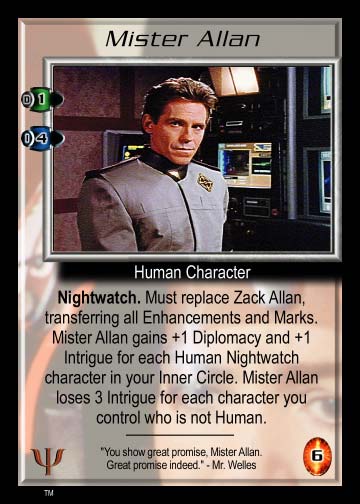 Mister Allan
D 1
I 4
Human Character
Nightwatch. Must replace Zack Allan,
transferring all Enhancements and Marks.
Mister Allan gains +1 Diplomacy and +1
Intrigue for each Human Nightwatch
character in your Inner Circle. Mister Allan
loses 3 Intrigue for each character you
control who is not Human.
"You show great promise, Mister Allan.
Great promise indeed." - Mr. Welles
6
TM